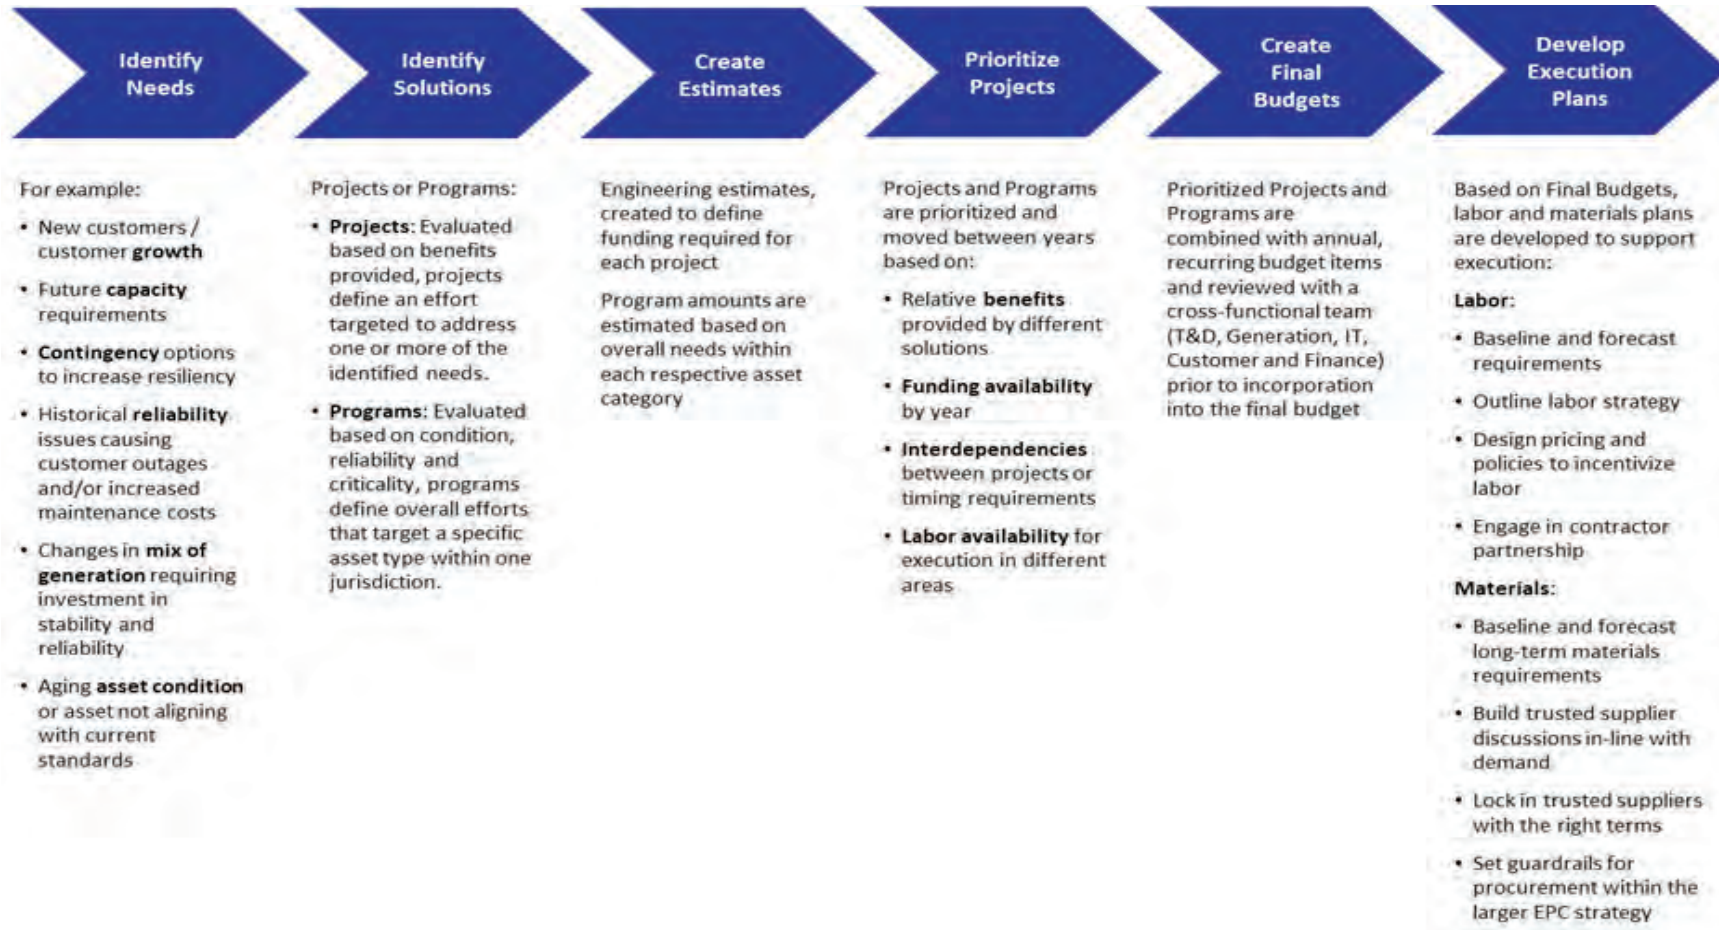 Identify
Needs
Identify
Solutions
Create
Estimates
Prioritize
Projects
Create
Final
Budgets
Develop
Execution
Plans
For example:
• New customers /
customer growth
• Future capacity
requirements
• Contingency options
to increase resiliency
• Historical reliability
issues causing
customer outages
and/or increased
maintenance costs
• Changes in mix of
generation requiring
investment in
stability and
reliability
• Aging asset condition
or asset not aligning
with current
standards
Projects or Programs:
• Projects: Evaluated
based on benefits
provided, projects
define an effort
targeted to address
one or more of the
identified needs.
• Programs: Evaluated
based on condition,
reliability and
criticality, programs
define overall efforts
that target a specific
asset type within one
jurisdiction.
Engineering estimates,
created to define
funding required for
each project
Program amounts are
estimated based on
overall needs within
each respective asset
category
Projects and Programs
are prioritized and
moved between years
based on:
• Relative benefits
provided by different
solutions
• Funding availability
by year
• Interdependencies
between projects or
timing requirements
• Labor availability for
execution in different
areas
Prioritized Projects and
Programs are
combined with annual,
recurring budget items
and reviewed with a
cross-functional team
(T&D, Generation, IT,
Customer and Finance)
prior to incorporation
into the final budget
Based on Final Budgets,
labor and materials plans
are developed to support
execution:
Labor:
• Baseline and forecast
requirements
• Outline labor strategy
• Design pricing and
policies to incentivize
labor
• Engage in contractor
partnership
Materials:
• Baseline and forecast
long-term materials
requirements
• Build trusted supplier
discussions in-line with
demand
• Lock in trusted suppliers
with the right terms
• Set guardrails for
procurement within the
larger EPC strategy